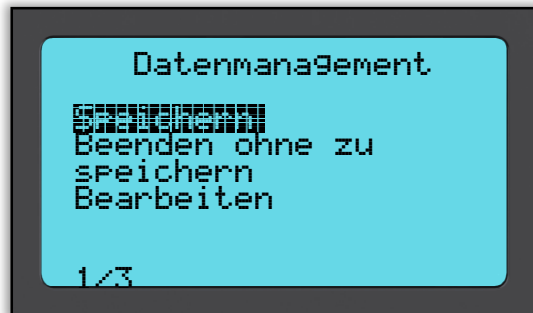 Datenmanagement
Speichern
Beenden ohne zu
speichern
Bearbeiten
1/3